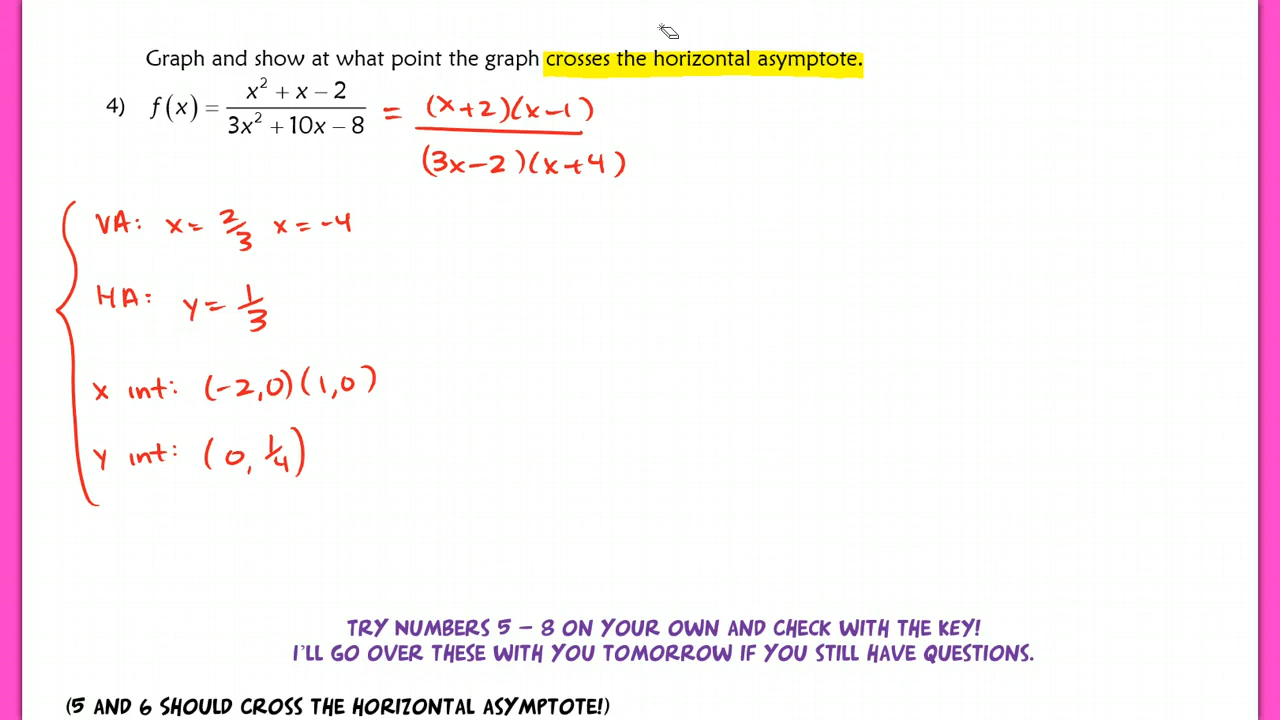 Graph and show at what point the graph crosses the horizontal asymptote.
4) f(x) = (x² + x − 2)/(3x² + 10x − 8) = (x+2)(x−1)/(3x−2)(x+4)
VA: x = 2/3 x = −4
HA: y = 1/3
x int: (−2,0)(1,0)
y int: (0, 1/4)
TRY NUMBERS 5 – 8 ON YOUR OWN AND CHECK WITH THE KEY!
I'LL GO OVER THESE WITH YOU TOMORROW IF YOU STILL HAVE QUESTIONS.
(5 AND 6 SHOULD CROSS THE HORIZONTAL ASYMPTOTE!)